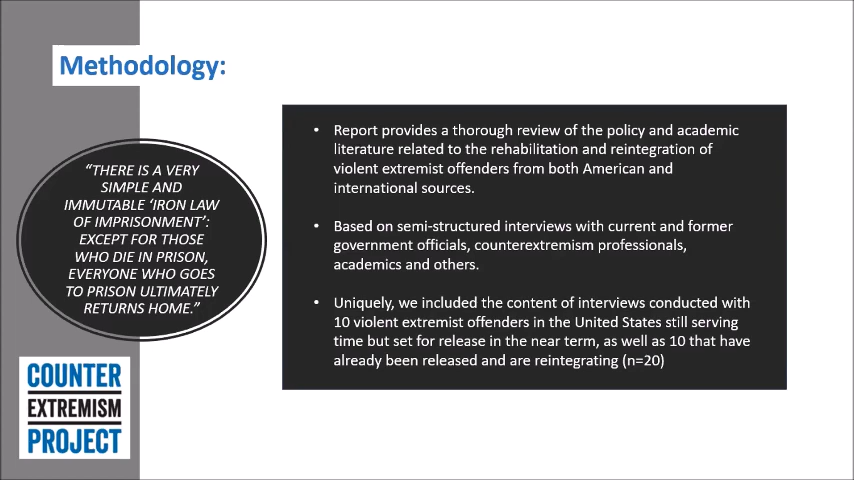 Methodology:
“THERE IS A VERY
SIMPLE AND
IMMUTABLE ‘IRON LAW
OF IMPRISONMENT’:
EXCEPT FOR THOSE
WHO DIE IN PRISON,
EVERYONE WHO GOES
TO PRISON ULTIMATELY
RETURNS HOME.”
• Report provides a thorough review of the policy and academic
literature related to the rehabilitation and reintegration of
violent extremist offenders from both American and
international sources.
• Based on semi-structured interviews with current and former
government officials, counterextremism professionals,
academics and others.
• Uniquely, we included the content of interviews conducted with
10 violent extremist offenders in the United States still serving
time but set for release in the near term, as well as 10 that have
already been released and are reintegrating (n=20)
COUNTER
EXTREMISM
PROJECT